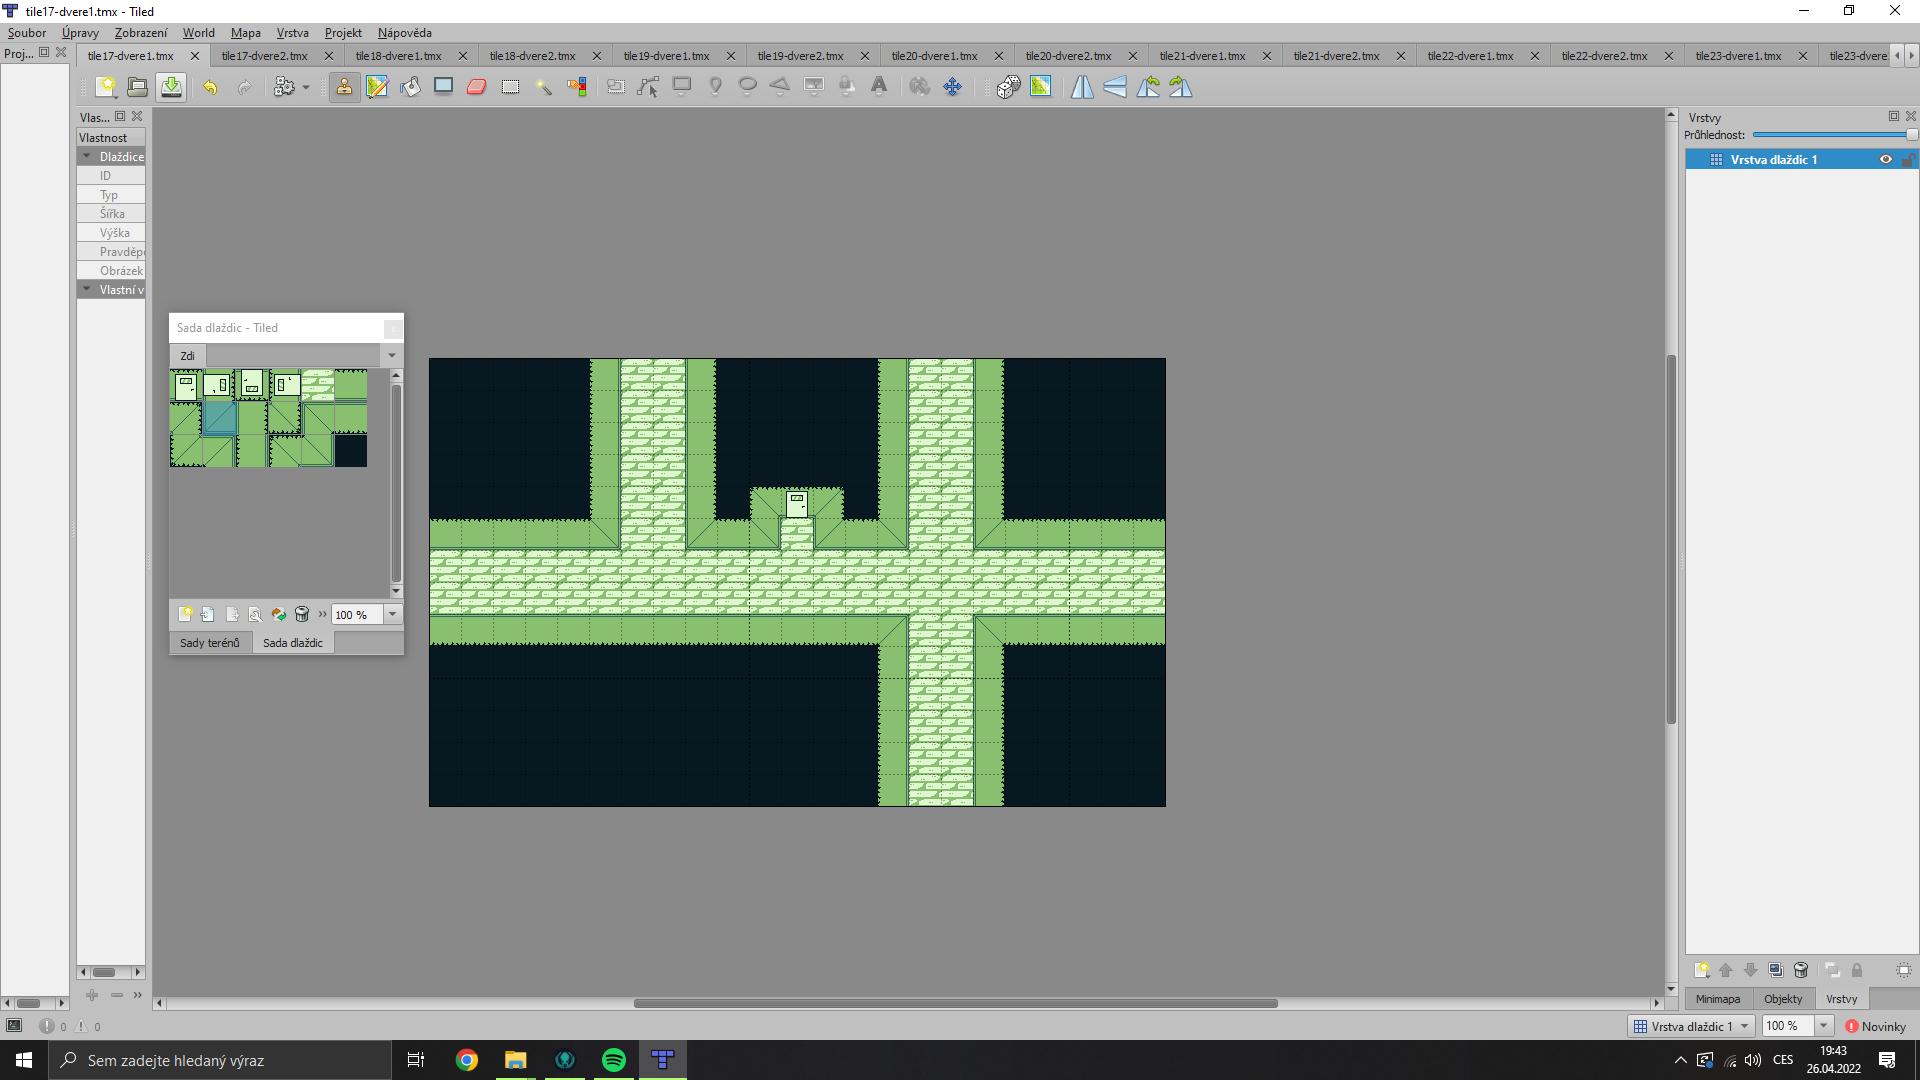 tile17-dvere1.tmx - Tiled
Soubor Úpravy Zobrazení World Mapa Vrstva Projekt Nápověda
Proj...
tile17-dvere1.tmx tile17-dvere2.tmx tile18-dvere1.tmx tile18-dvere2.tmx tile19-dvere1.tmx tile19-dvere2.tmx tile20-dvere1.tmx tile20-dvere2.tmx tile21-dvere1.tmx tile21-dvere2.tmx tile22-dvere1.tmx tile22-dvere2.tmx tile23-dvere1.tmx tile23-dvere
Vlas...
Vlastnost
Dlaždice
ID
Typ
Šířka
Výška
Pravděp
Obrázek
Vlastní v
Sada dlaždic - Tiled
Zdi
100 %
Sady terénů Sada dlaždic
Vrstvy
Průhlednost:
Vrstva dlaždic 1
Minimapa Objekty Vrstvy
0 0
Vrstva dlaždic 1 100 % Novinky
Sem zadejte hledaný výraz
CES
19:43
26.04.2022